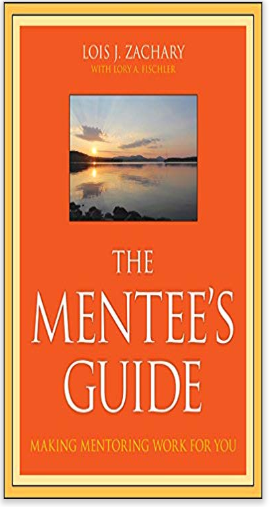 LOIS J. ZACHARY
WITH LORY A. FISCHLER
THE
MENTEE'S
GUIDE
MAKING MENTORING WORK FOR YOU